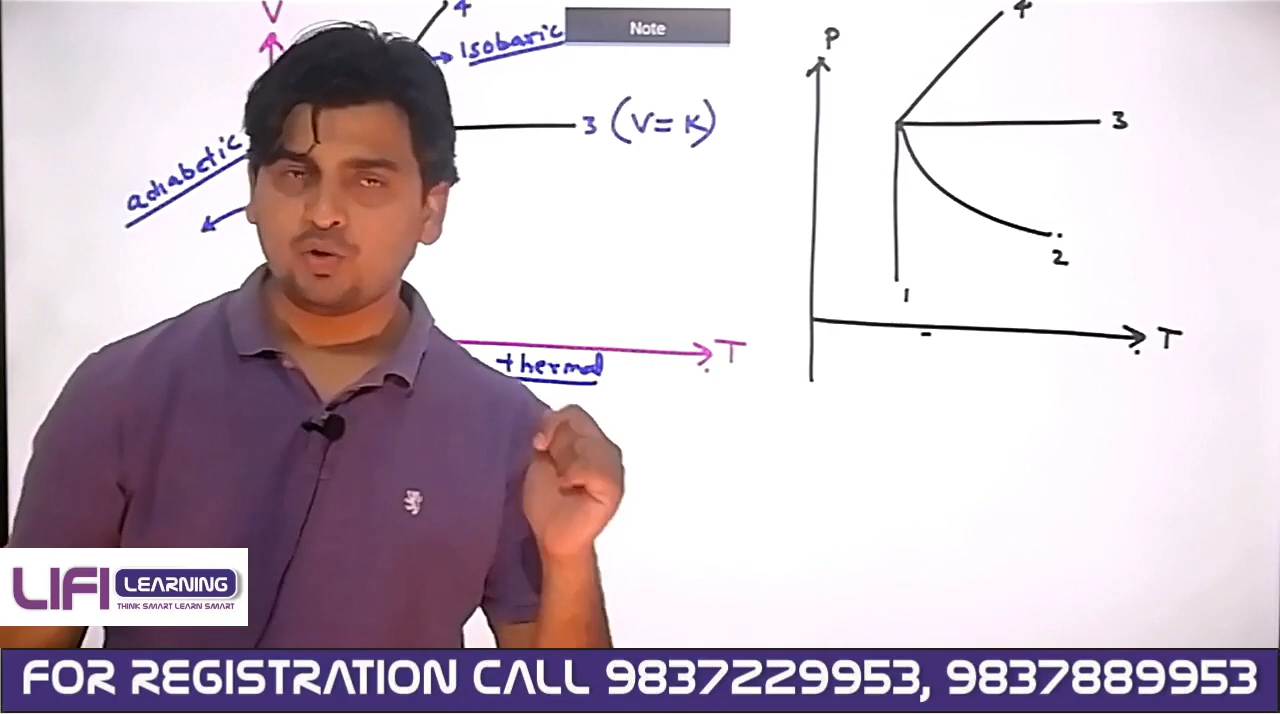 V
4
Isobaric
Note
3 (V= K)
adiabetic
T
thermal
P
4
3
2
1
T
LIFI LEARNING
THINK SMART LEARN SMART
FOR REGISTRATION CALL 9837229953, 9837889953